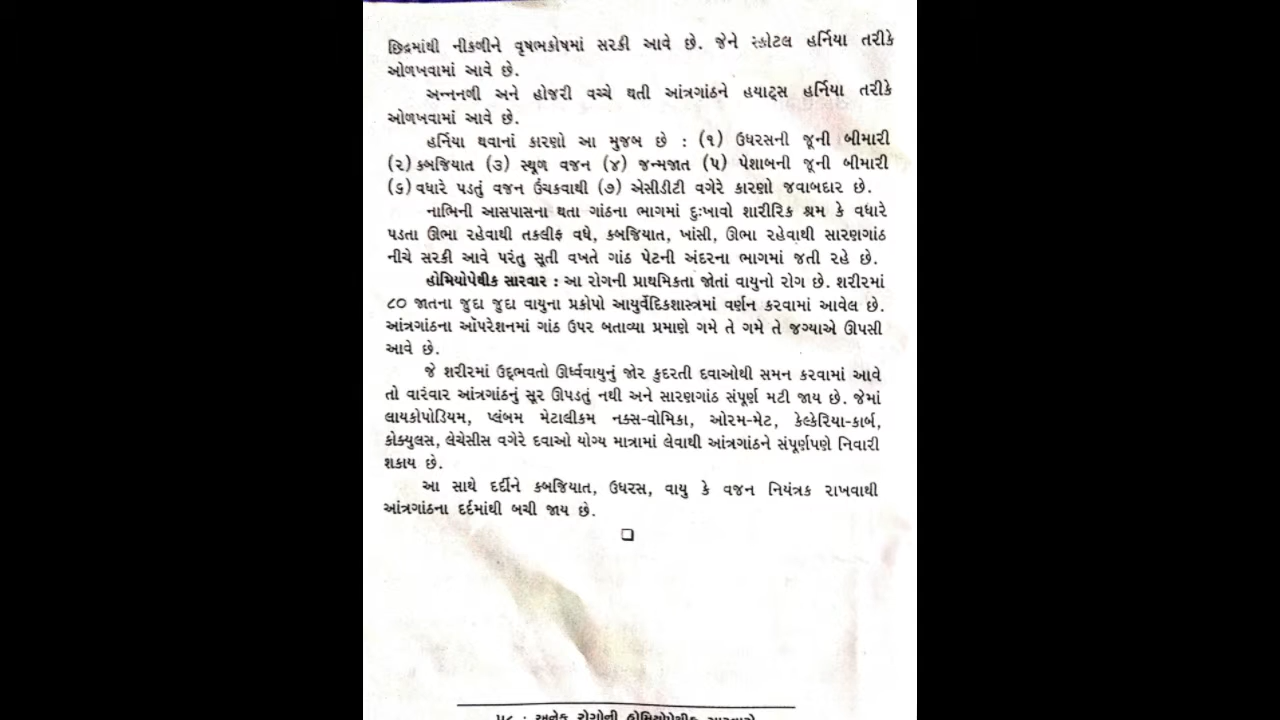 છિદ્રમાંથી નીકળીને વૃષભકોષમાં સરકી આવે છે. જેને સ્ક્રોટલ હર્નિયા તરીકે
ઓળખવામાં આવે છે.
અન્નનળી અને હોજરી વચ્ચે થતી આંત્રગાંઠને હયાટ્સ હર્નિયા તરીકે
ઓળખવામાં આવે છે.
હર્નિયા થવાનાં કારણો આ મુજબ છે : (૧) ઉધરસની જૂની બીમારી
(૨) કબજિયાત (૩) સ્થૂળ વજન (૪) જન્મજાત (૫) પેશાબની જૂની બીમારી
(૬) વધારે પડતું વજન ઉંચકવાથી (૭) એસીડીટી વગેરે કારણો જવાબદાર છે.
નાભિની આસપાસના થતા ગાંઠના ભાગમાં દુઃખાવો શારીરિક શ્રમ કે વધારે
પડતા ઊભા રહેવાથી તકલીફ વધે, કબજિયાત, ખાંસી, ઊભા રહેવાથી સારણગાંઠ
નીચે સરકી આવે પરંતુ સૂતી વખતે ગાંઠ પેટની અંદરના ભાગમાં જતી રહે છે.
હોમિયોપેથીક સારવાર : આ રોગની પ્રાથમિકતા જોતાં વાયુનો રોગ છે. શરીરમાં
૮૦ જાતના જુદા જુદા વાયુના પ્રકોપો આયુર્વેદિકશાસ્ત્રમાં વર્ણન કરવામાં આવેલ છે.
આંત્રગાંઠના ઑપરેશનમાં ગાંઠ ઉપર બતાવ્યા પ્રમાણે ગમે તે ગમે તે જગ્યાએ ઊપસી
આવે છે.
જે શરીરમાં ઉદ્ભવતો ઊર્ધ્વવાયુનું જોર કુદરતી દવાઓથી સમન કરવામાં આવે
તો વારંવાર આંત્રગાંઠનું સૂર ઊપડતું નથી અને સારણગાંઠ સંપૂર્ણ મટી જાય છે. જેમાં
લાયકોપોડિયમ, પ્લંબમ મેટાલીકમ નક્સ-વોમિકા, ઓરમ-મેટ, કેલ્કેરિયા-કાર્બ,
કોક્યુલસ, લેચેસીસ વગેરે દવાઓ યોગ્ય માત્રામાં લેવાથી આંત્રગાંઠને સંપૂર્ણપણે નિવારી
શકાય છે.
આ સાથે દર્દીને કબજિયાત, ઉધરસ, વાયુ કે વજન નિયંત્રક રાખવાથી
આંત્રગાંઠના દર્દમાંથી બચી જાય છે.
: અનેક રોગોની હોમિયોપેથીક